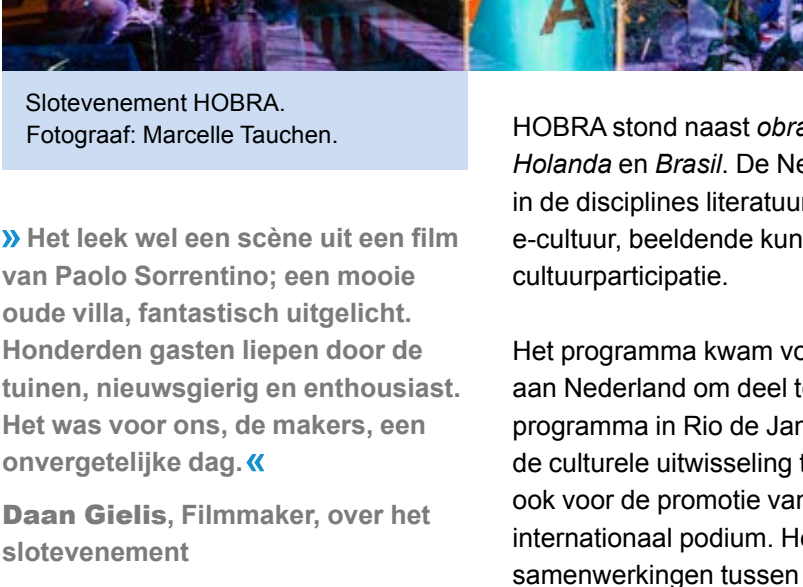 A
Slotevenement HOBRA.
Fotograaf: Marcelle Tauchen.
» Het leek wel een scène uit een film
van Paolo Sorrentino; een mooie
oude villa, fantastisch uitgelicht.
Honderden gasten liepen door de
tuinen, nieuwsgierig en enthousiast.
Het was voor ons, de makers, een
onvergetelijke dag. «
Daan Gielis, Filmmaker, over het
slotevenement
HOBRA stond naast obra
Holanda en Brasil. De Ne
in de disciplines literatuur
e-cultuur, beeldende kun
cultuurparticipatie.
Het programma kwam vo
aan Nederland om deel te
programma in Rio de Jan
de culturele uitwisseling t
ook voor de promotie van
internationaal podium. He
samenwerkingen tussen